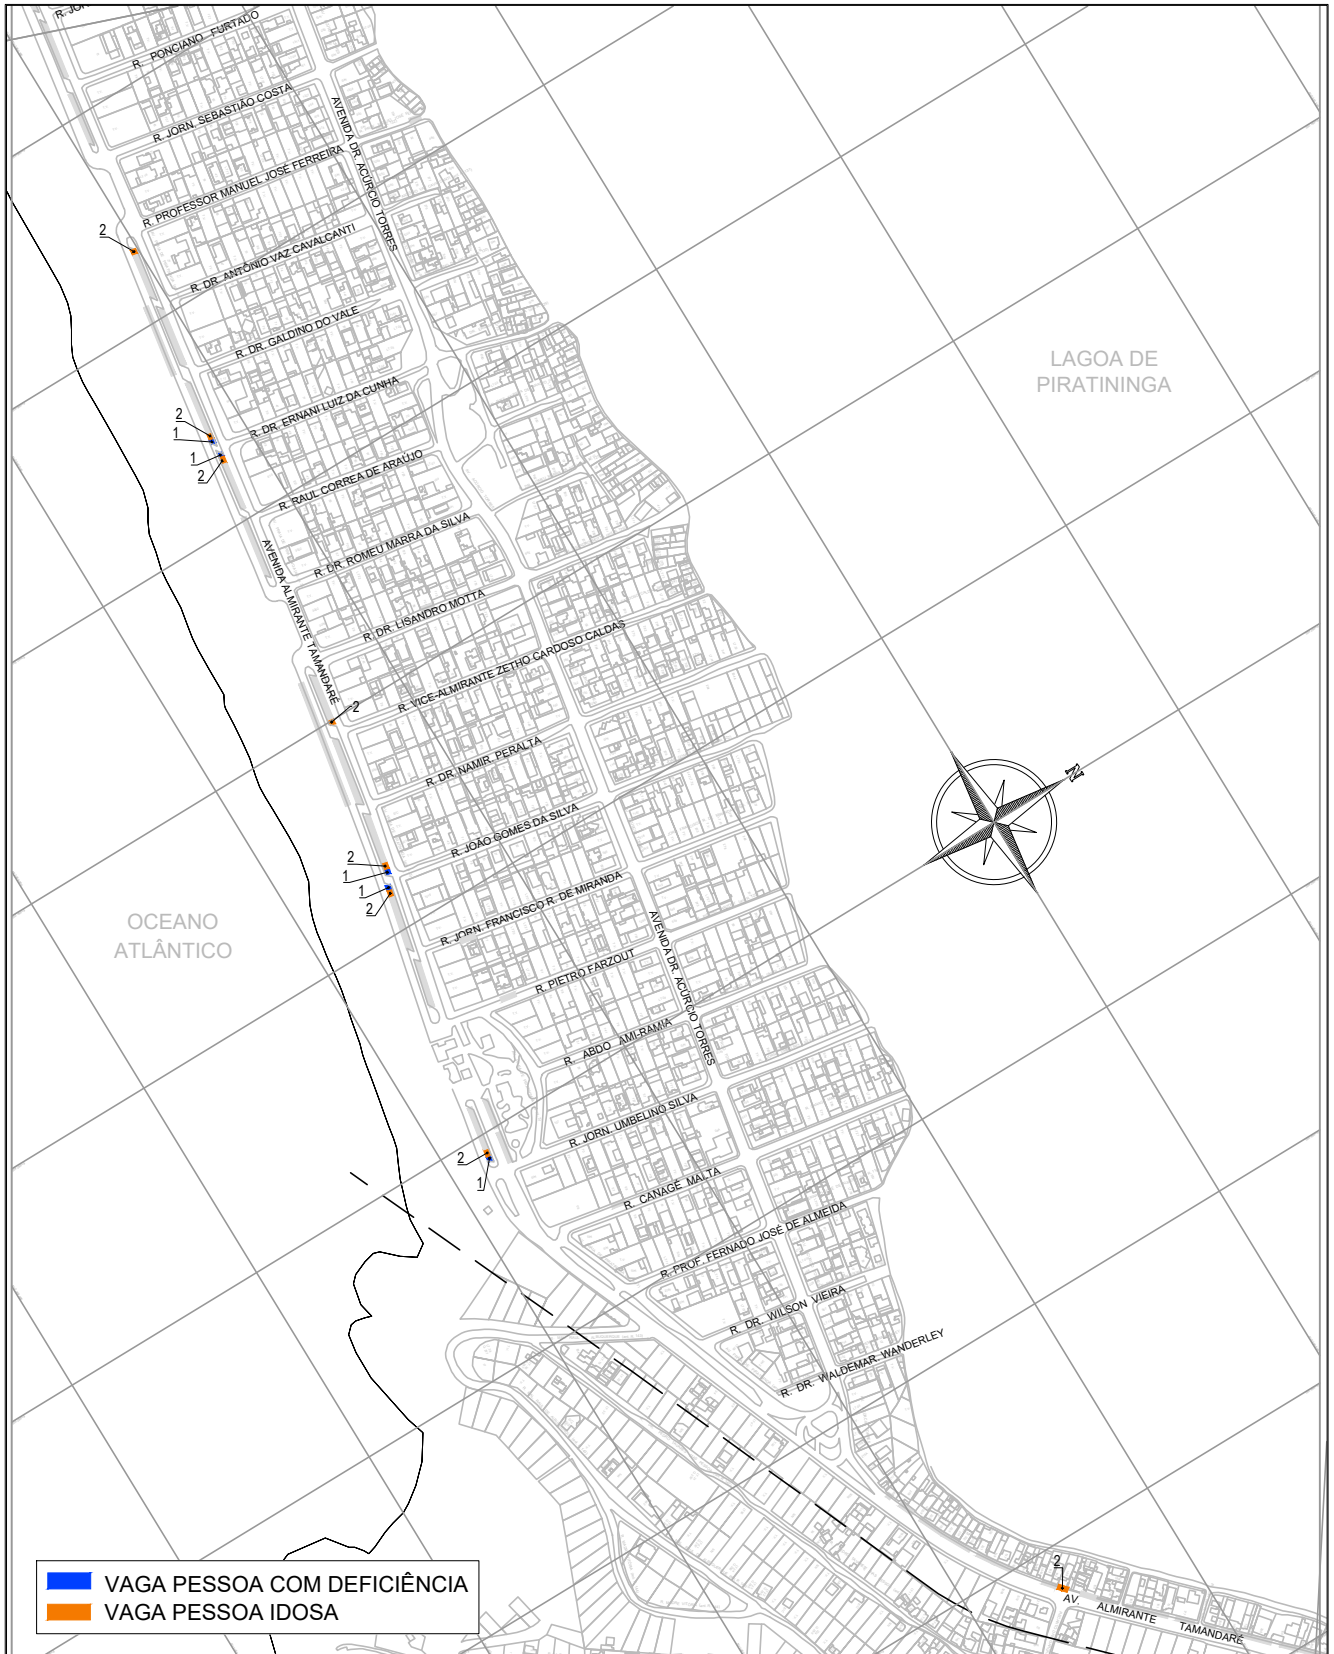 R. PONCIANO FURTADO
R. JORN. SEBASTIÃO COSTA
AVENIDA DR. ACÚRCIO TORRES
R. PROFESSOR MANUEL JOSÉ FERREIRA
2
R. DR. ANTÔNIO VAZ CAVALCANTI
R. DR. GALDINO DO VALE
LAGOA DE
PIRATININGA
R. DR. ERNANI LUIZ DA CUNHA
2
1
1
2
R. RAUL CORREA DE ARAÚJO
R. DR. ROMEU MARRA DA SILVA
AVENIDA ALMIRANTE TAMANDARÉ
R. DR. LISANDRO MOTTA
R. VICE-ALMIRANTE ZETHO CARDOSO CALDAS
2
R. DR. NAMIR. PERALTA
N
R. JOÃO GOMES DA SILVA
2
1
1
2
R. JORN. FRANCISCO R. DE MIRANDA
OCEANO
ATLÂNTICO
AVENIDA DR. ACÚRCIO TORRES
R. PIETRO FARZOUT
R. ABDO AMI-RAMIA
R. JORN. UMBELINO SILVA
2
1
R. CANAGÉ MALTA
R. PROF. FERNADO JOSÉ DE ALMEIDA
R. DR. WILSON VIEIRA
R. DR. WALDEMAR. WANDERLEY
2
AV. ALMIRANTE TAMANDARÉ
VAGA PESSOA COM DEFICIÊNCIA
VAGA PESSOA IDOSA